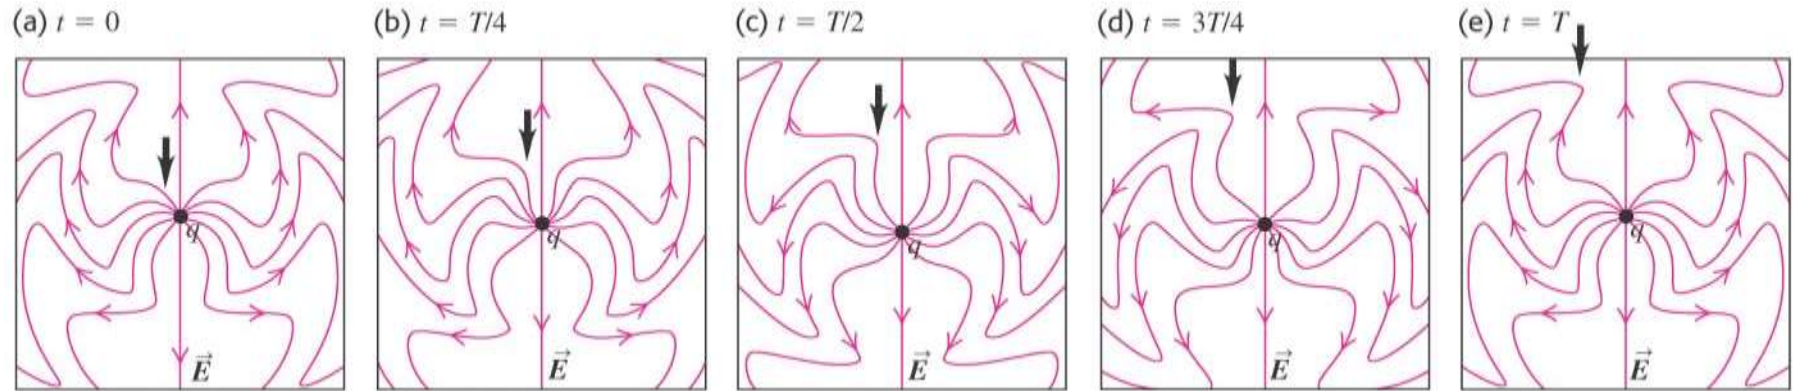 (a) t = 0
(b) t = T/4
(c) t = T/2
(d) t = 3T/4
(e) t = T
q
q
q
q
q
E⃗
E⃗
E⃗
E⃗
E⃗